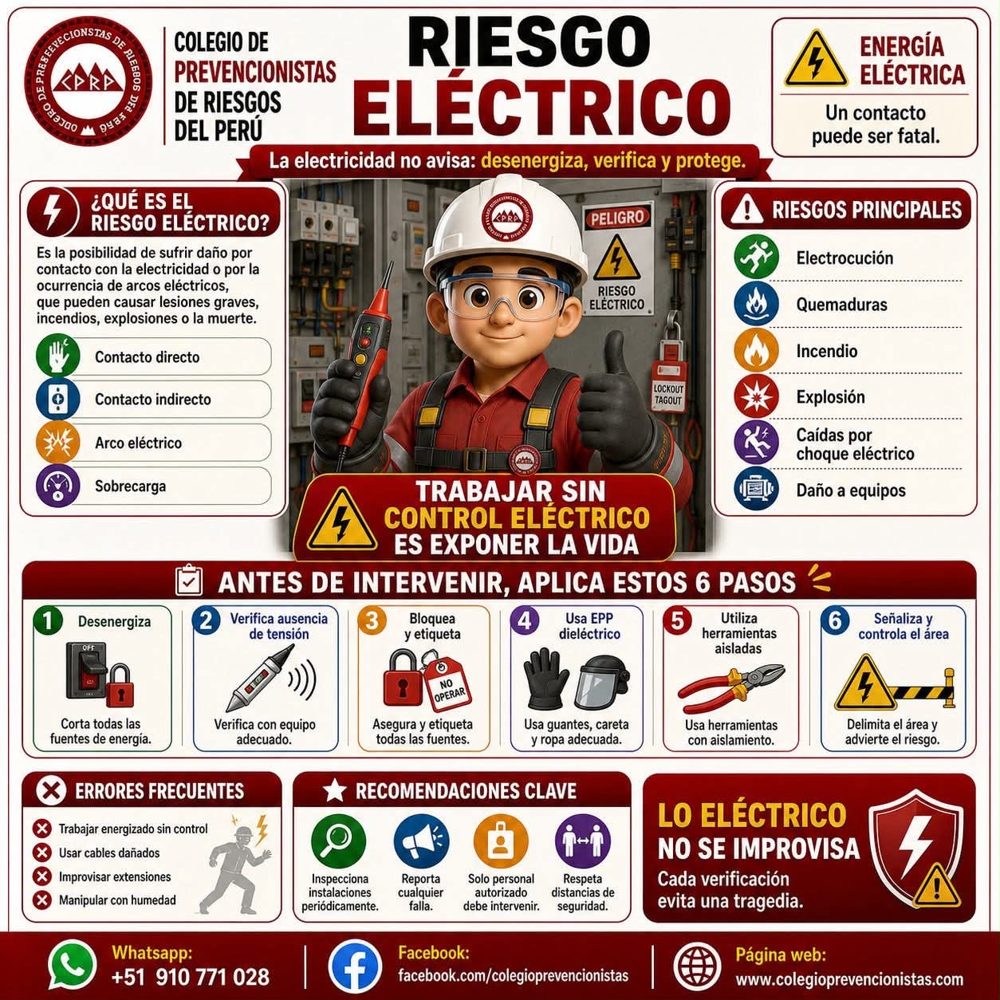 COLEGIO DE PREVENCIONISTAS DE RIESGOS DEL PERÚ
CPRP
COLEGIO DE
PREVENCIONISTAS
DE RIESGOS
DEL PERÚ
RIESGO
ELÉCTRICO
ENERGÍA
ELÉCTRICA
Un contacto
puede ser fatal.
La electricidad no avisa: desenergiza, verifica y protege.
¿QUÉ ES EL
RIESGO ELÉCTRICO?
Es la posibilidad de sufrir daño por
contacto con la electricidad o por la
ocurrencia de arcos eléctricos,
que pueden causar lesiones graves,
incendios, explosiones o la muerte.
Contacto directo
Contacto indirecto
Arco eléctrico
Sobrecarga
CPRP
PELIGRO
RIESGO
ELÉCTRICO
LOCKOUT
TAGOUT
TRABAJAR SIN
CONTROL ELÉCTRICO
ES EXPONER LA VIDA
RIESGOS PRINCIPALES
Electrocución
Quemaduras
Incendio
Explosión
Caídas por
choque eléctrico
Daño a equipos
ANTES DE INTERVENIR, APLICA ESTOS 6 PASOS
1 Desenergiza
OFF
Corta todas las
fuentes de energía.
2 Verifica ausencia
de tensión
Verifica con equipo
adecuado.
3 Bloquea
y etiqueta
NO
OPERAR
Asegura y etiqueta
todas las fuentes.
4 Usa EPP
dieléctrico
Usa guantes, careta
y ropa adecuada.
5 Utiliza
herramientas
aisladas
Usa herramientas
con aislamiento.
6 Señaliza y
controla el área
Delimita el área y
advierte el riesgo.
ERRORES FRECUENTES
Trabajar energizado sin control
Usar cables dañados
Improvisar extensiones
Manipular con humedad
RECOMENDACIONES CLAVE
Inspecciona
instalaciones
periódicamente.
Reporta
cualquier
falla.
Solo personal
autorizado
debe intervenir.
Respeta
distancias de
seguridad.
LO ELÉCTRICO
NO SE IMPROVISA
Cada verificación
evita una tragedia.
Whatsapp:
+51 910 771 028
Facebook:
facebook.com/colegioprevencionistas
Página web:
www.colegioprevencionistas.com